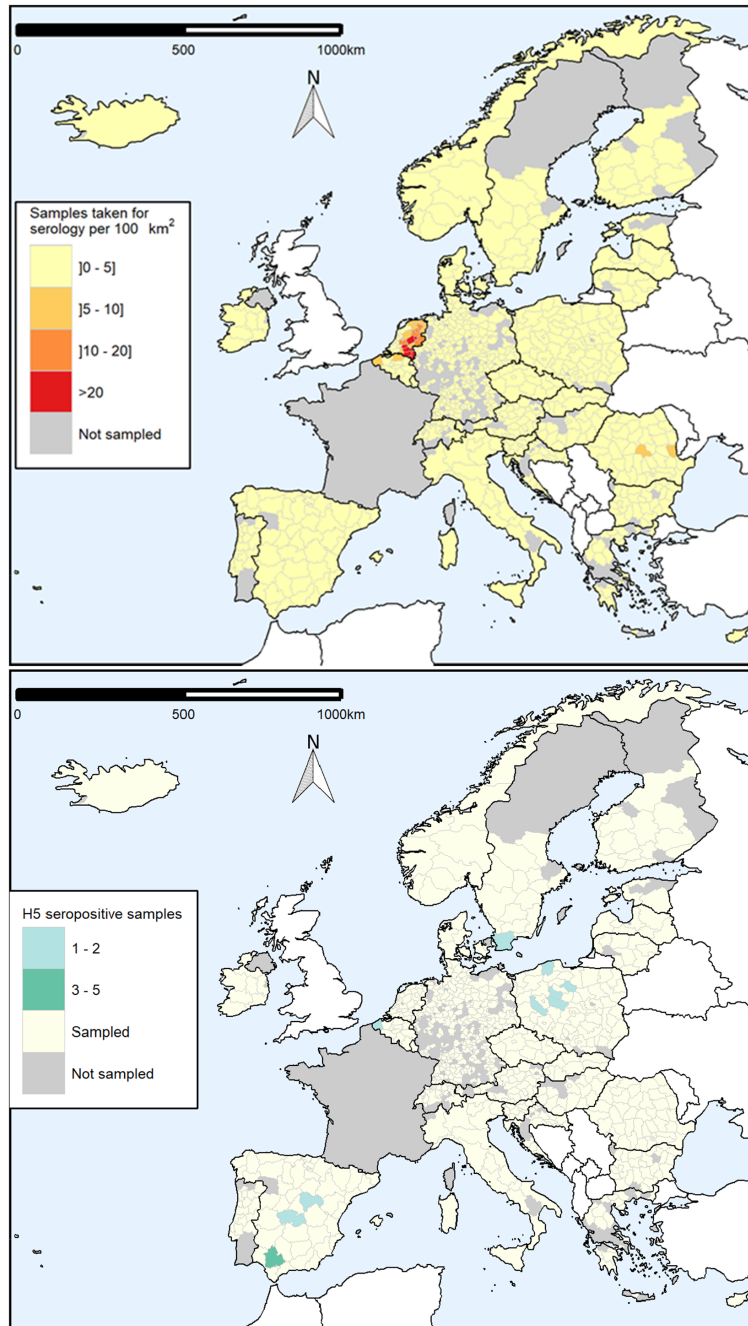 0
500
1000km
N
Samples taken for
serology per 100 km²
]0 - 5]
]5 - 10]
]10 - 20]
>20
Not sampled
0
500
1000km
N
H5 seropositive samples
1 - 2
3 - 5
Sampled
Not sampled